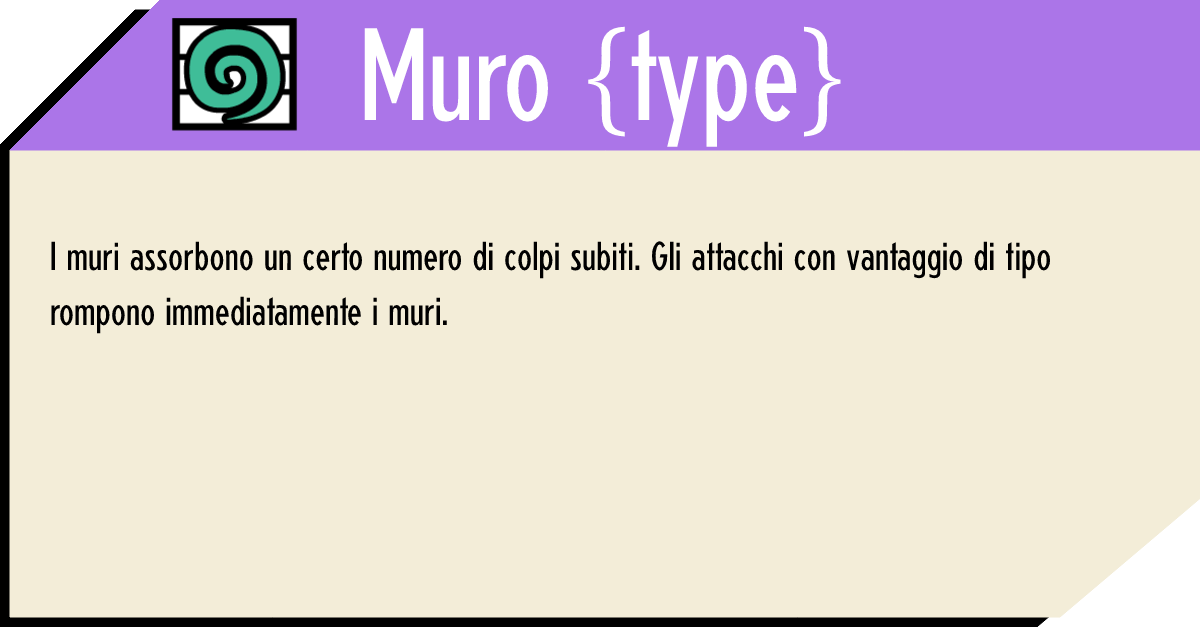 Muro {type}
I muri assorbono un certo numero di colpi subiti. Gli attacchi con vantaggio di tipo
rompono immediatamente i muri.